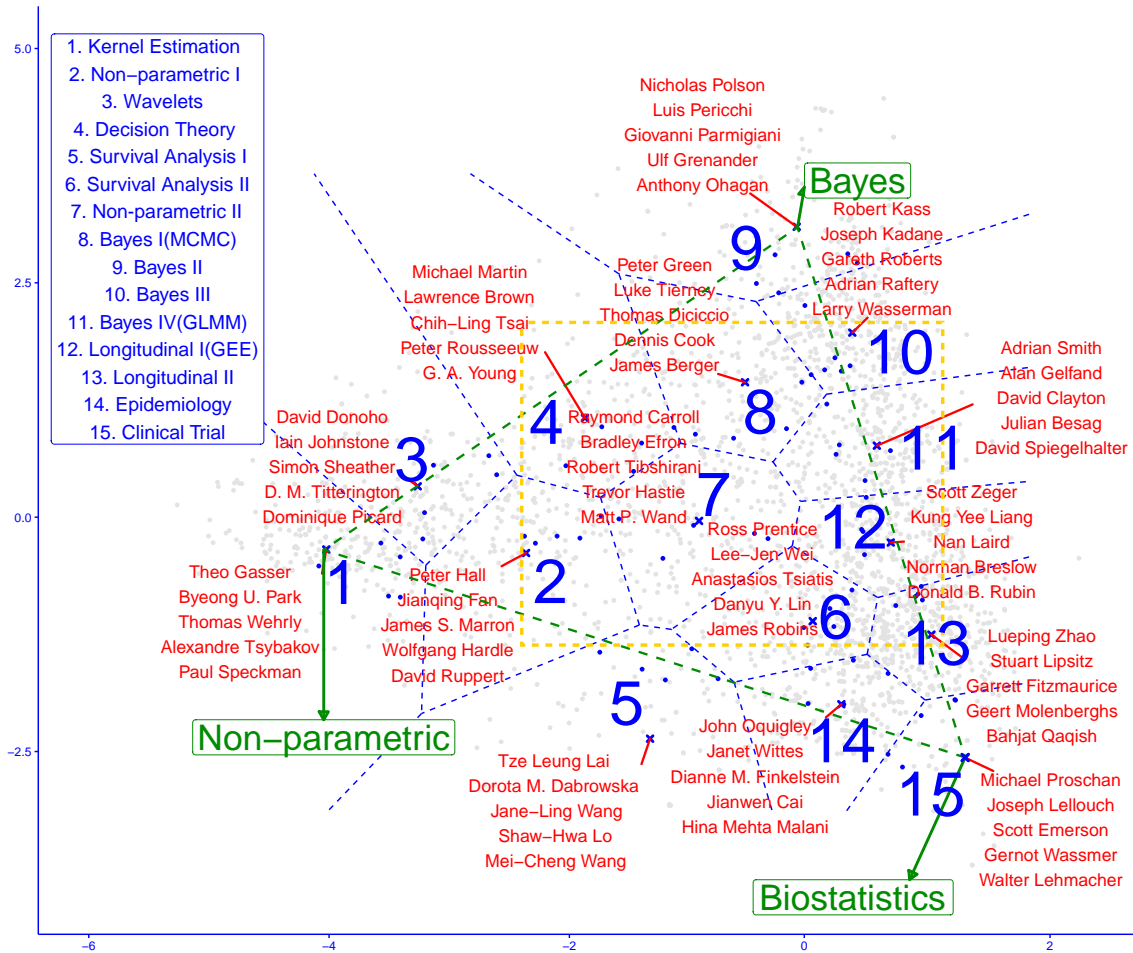 5.0
2.5
0.0
−2.5
−6
−4
−2
0
2
1. Kernel Estimation
2. Non−parametric I
3. Wavelets
4. Decision Theory
5. Survival Analysis I
6. Survival Analysis II
7. Non−parametric II
8. Bayes I(MCMC)
9. Bayes II
10. Bayes III
11. Bayes IV(GLMM)
12. Longitudinal I(GEE)
13. Longitudinal II
14. Epidemiology
15. Clinical Trial
Nicholas Polson
Luis Pericchi
Giovanni Parmigiani
Ulf Grenander
Anthony Ohagan
Bayes
9
Robert Kass
Joseph Kadane
Gareth Roberts
Adrian Raftery
Larry Wasserman
10
Michael Martin
Lawrence Brown
Chih−Ling Tsai
Peter Rousseeuw
G. A. Young
4
Peter Green
Luke Tierney
Thomas Diciccio
Dennis Cook
James Berger
8
Adrian Smith
Alan Gelfand
David Clayton
Julian Besag
David Spiegelhalter
11
David Donoho
Iain Johnstone
Simon Sheather
D. M. Titterington
Dominique Picard
3
Raymond Carroll
Bradley Efron
Robert Tibshirani
Trevor Hastie
Matt P. Wand
7
Scott Zeger
Kung Yee Liang
Nan Laird
Norman Breslow
Donald B. Rubin
12
Theo Gasser
Byeong U. Park
Thomas Wehrly
Alexandre Tsybakov
Paul Speckman
1
Peter Hall
Jianqing Fan
James S. Marron
Wolfgang Hardle
David Ruppert
2
Ross Prentice
Lee−Jen Wei
Anastasios Tsiatis
Danyu Y. Lin
James Robins
6
13
Lueping Zhao
Stuart Lipsitz
Garrett Fitzmaurice
Geert Molenberghs
Bahjat Qaqish
Non−parametric
5
Tze Leung Lai
Dorota M. Dabrowska
Jane−Ling Wang
Shaw−Hwa Lo
Mei−Cheng Wang
John Oquigley
Janet Wittes
Dianne M. Finkelstein
Jianwen Cai
Hina Mehta Malani
14
15
Michael Proschan
Joseph Lellouch
Scott Emerson
Gernot Wassmer
Walter Lehmacher
Biostatistics